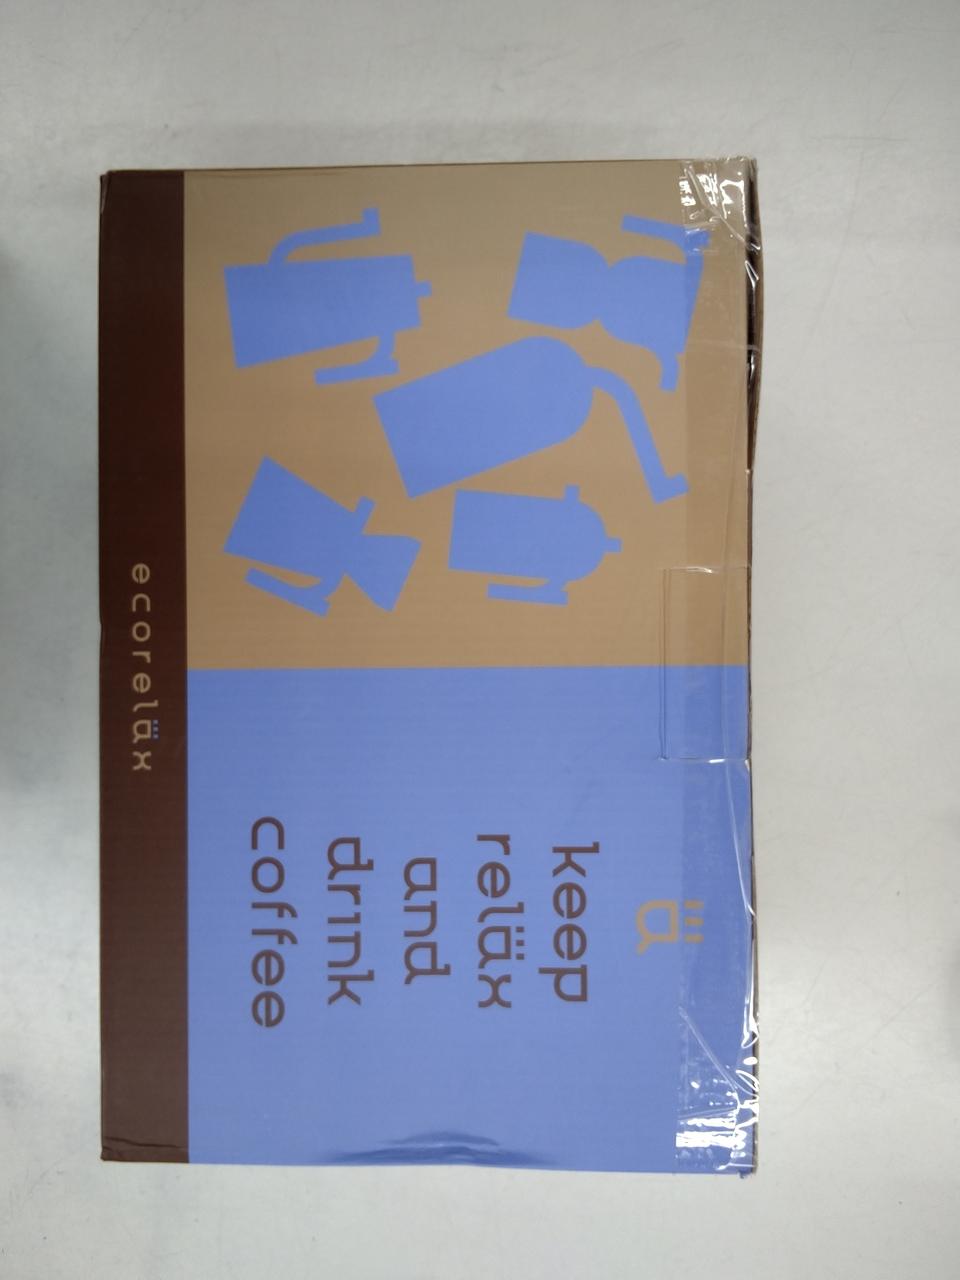 ä
keep
reläx
and
drink
coffee
ecoreläx